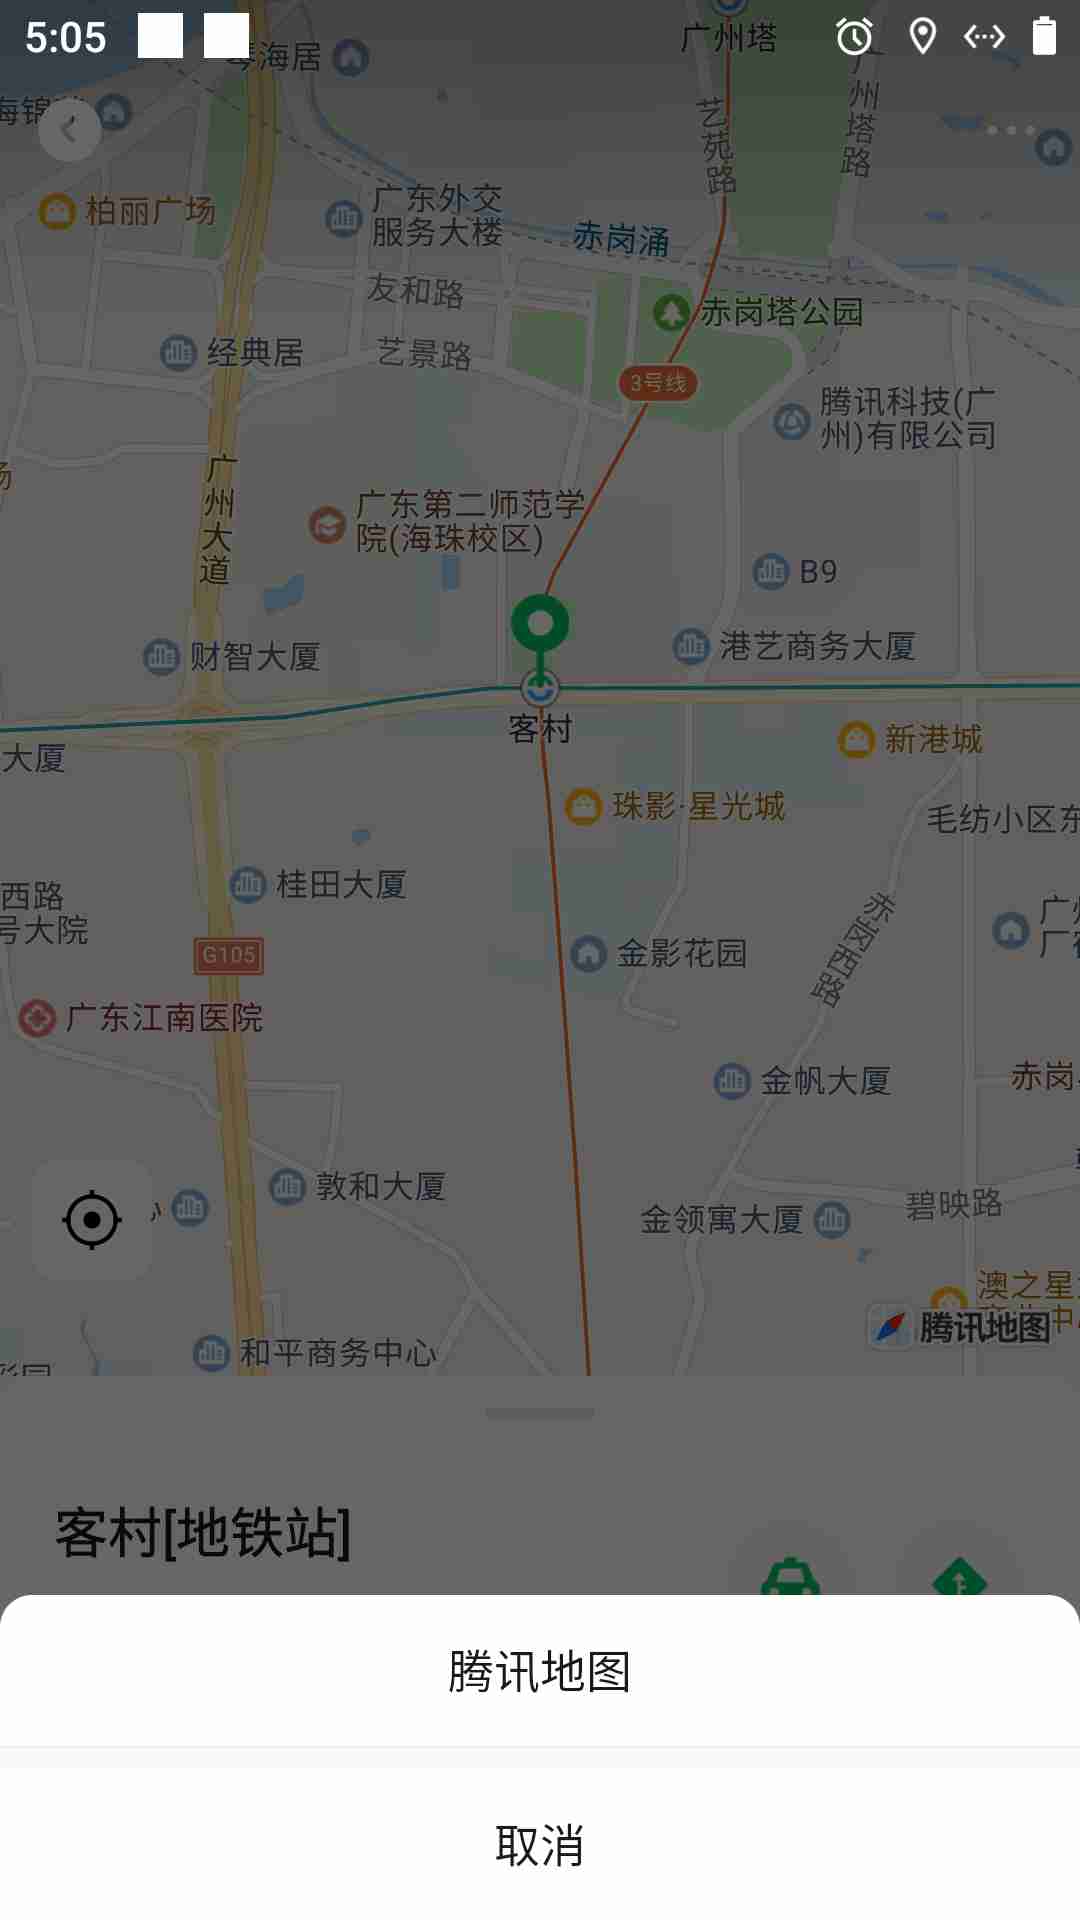 5:05
广州塔
琴海居
艺苑路
广州塔路
柏丽广场
广东外交
服务大楼
赤岗涌
友和路
赤岗塔公园
经典居
艺景路
3号线
腾讯科技(广
州)有限公司
广州大道
广东第二师范学
院(海珠校区)
B9
财智大厦
港艺商务大厦
客村
新港城
大厦
珠影·星光城
毛纺小区东
桂田大厦
西路
号大院
赤岗西路
G105
金影花园
广东江南医院
金帆大厦
赤岗
敦和大厦
碧映路
金领寓大厦
澳之星
腾讯地图
和平商务中心
客村[地铁站]
腾讯地图
取消